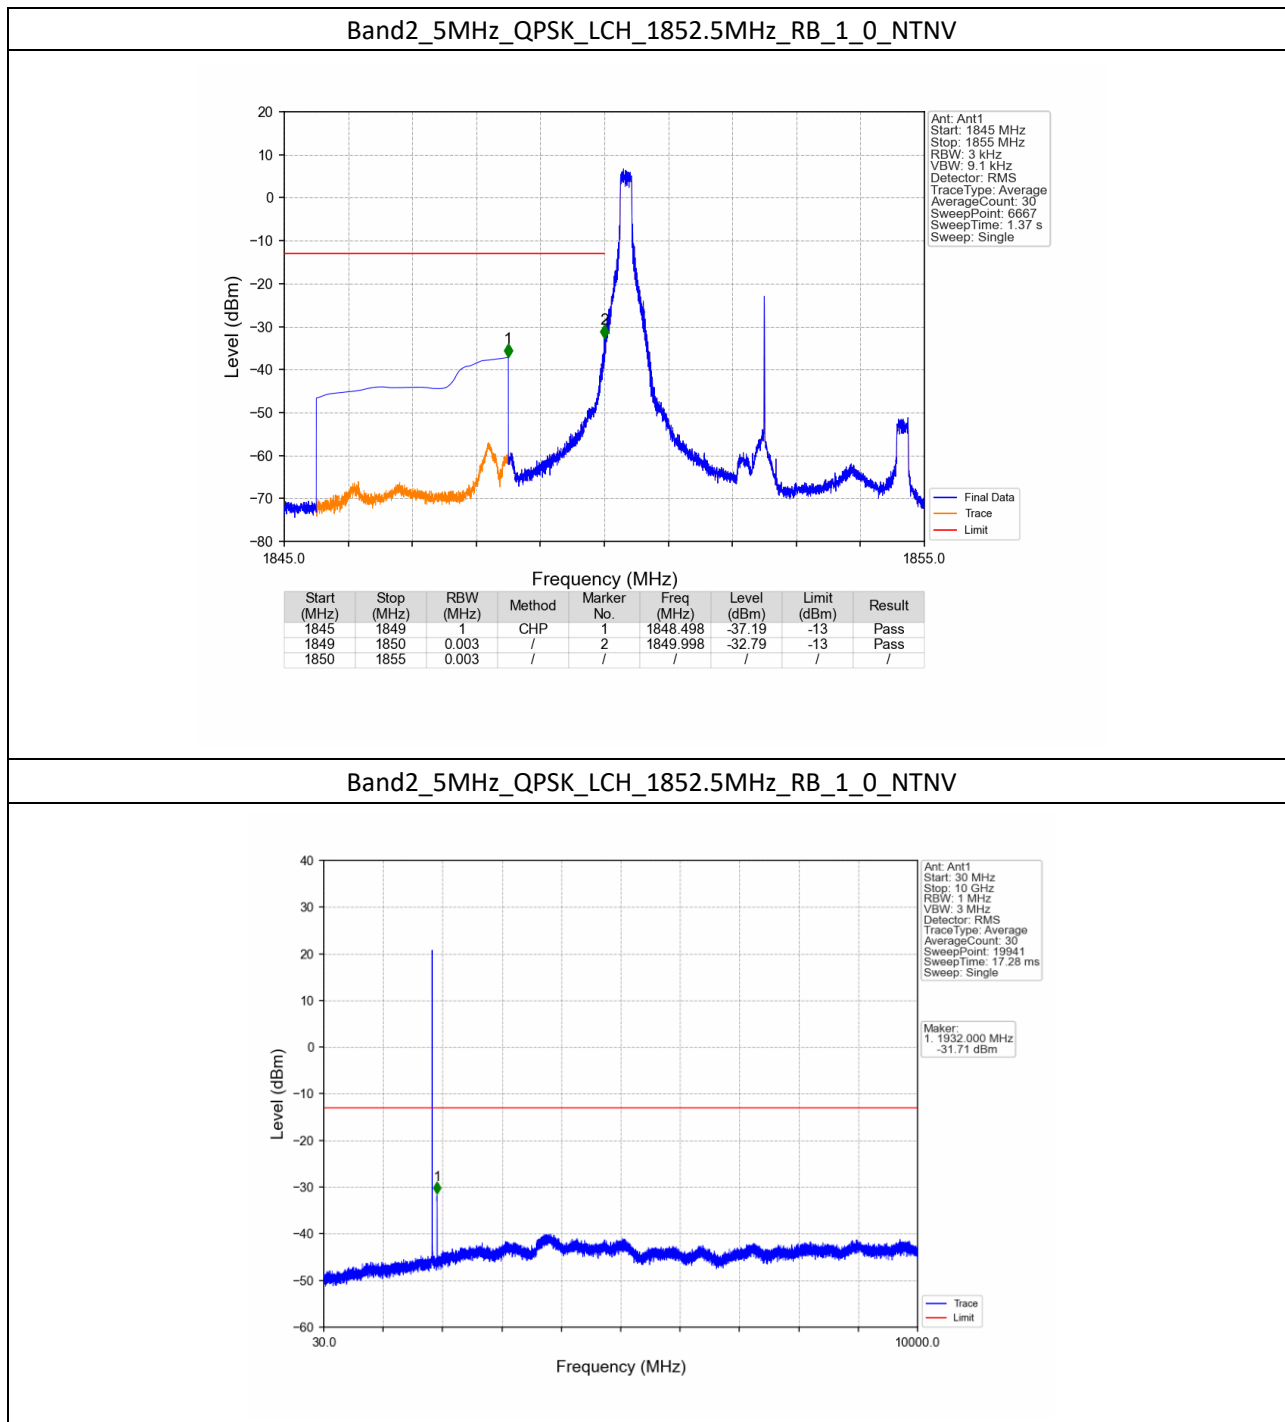 Band2_5MHz_QPSK_LCH_1852.5MHz_RB_1_0_NTNV
20
10
0
−10
−20
−30
−40
−50
−60
−70
−80
Level (dBm)
1
2
1845.0
1855.0
Frequency (MHz)
Ant: Ant1
Start: 1845 MHz
Stop: 1855 MHz
RBW: 3 kHz
VBW: 9.1 kHz
Detector: RMS
TraceType: Average
AverageCount: 30
SweepPoint: 6667
SweepTime: 1.37 s
Sweep: Single
Final Data
Trace
Limit
Start (MHz) Stop (MHz) RBW (MHz) Method Marker No. Freq (MHz) Level (dBm) Limit (dBm) Result
1845 1849 1 CHP 1 1848.498 -37.19 -13 Pass
1849 1850 0.003 / 2 1849.998 -32.79 -13 Pass
1850 1855 0.003 / / / / / /
Band2_5MHz_QPSK_LCH_1852.5MHz_RB_1_0_NTNV
40
30
20
10
0
−10
−20
−30
−40
−50
−60
Level (dBm)
1
30.0
10000.0
Frequency (MHz)
Ant: Ant1
Start: 30 MHz
Stop: 10 GHz
RBW: 1 MHz
VBW: 3 MHz
Detector: RMS
TraceType: Average
AverageCount: 30
SweepPoint: 19941
SweepTime: 17.28 ms
Sweep: Single
Maker:
1. 1932.000 MHz
-31.71 dBm
Trace
Limit